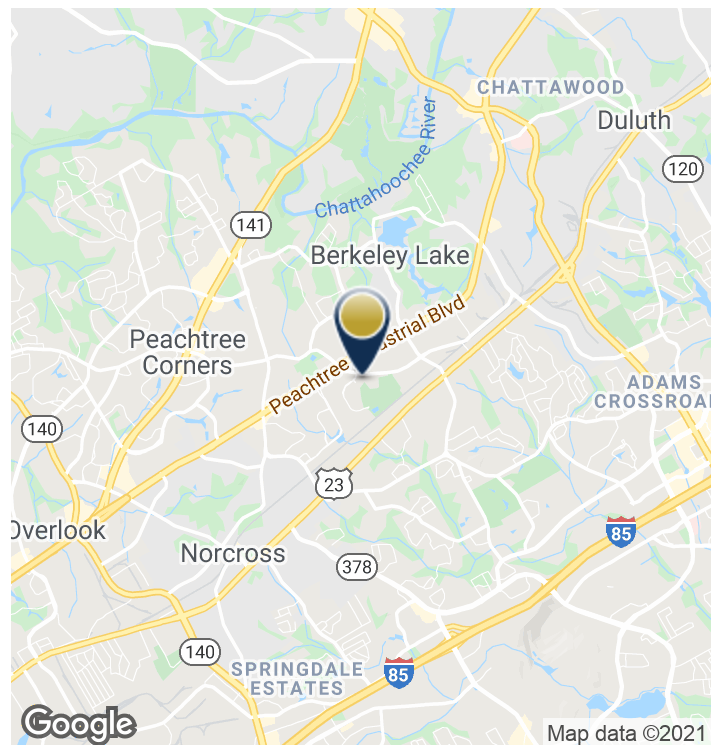 CHATTAWOOD
Duluth
120
Chattahoochee River
141
Berkeley Lake
Peachtree
Corners
Peachtree Industrial Blvd
ADAMS
CROSSROA
140
23
Overlook
85
Norcross
378
140
SPRINGDALE
ESTATES
85
Google
Map data ©2021